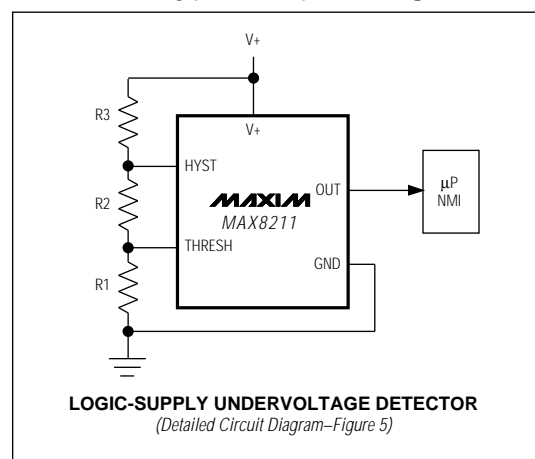 V+
R3
V+
HYST
R2
MAXIM
OUT
µP
NMI
MAX8211
THRESH
GND
R1
LOGIC-SUPPLY UNDERVOLTAGE DETECTOR
(Detailed Circuit Diagram–Figure 5)